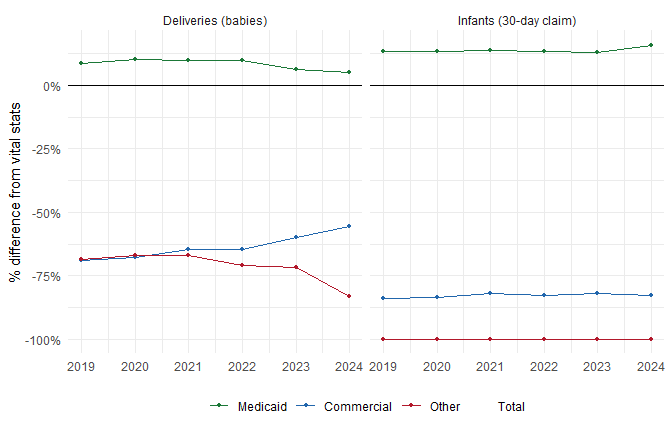 Deliveries (babies)
Infants (30-day claim)
% difference from vital stats
0%
-25%
-50%
-75%
-100%
2019 2020 2021 2022 2023 2024
2019 2020 2021 2022 2023 2024
Medicaid Commercial Other Total